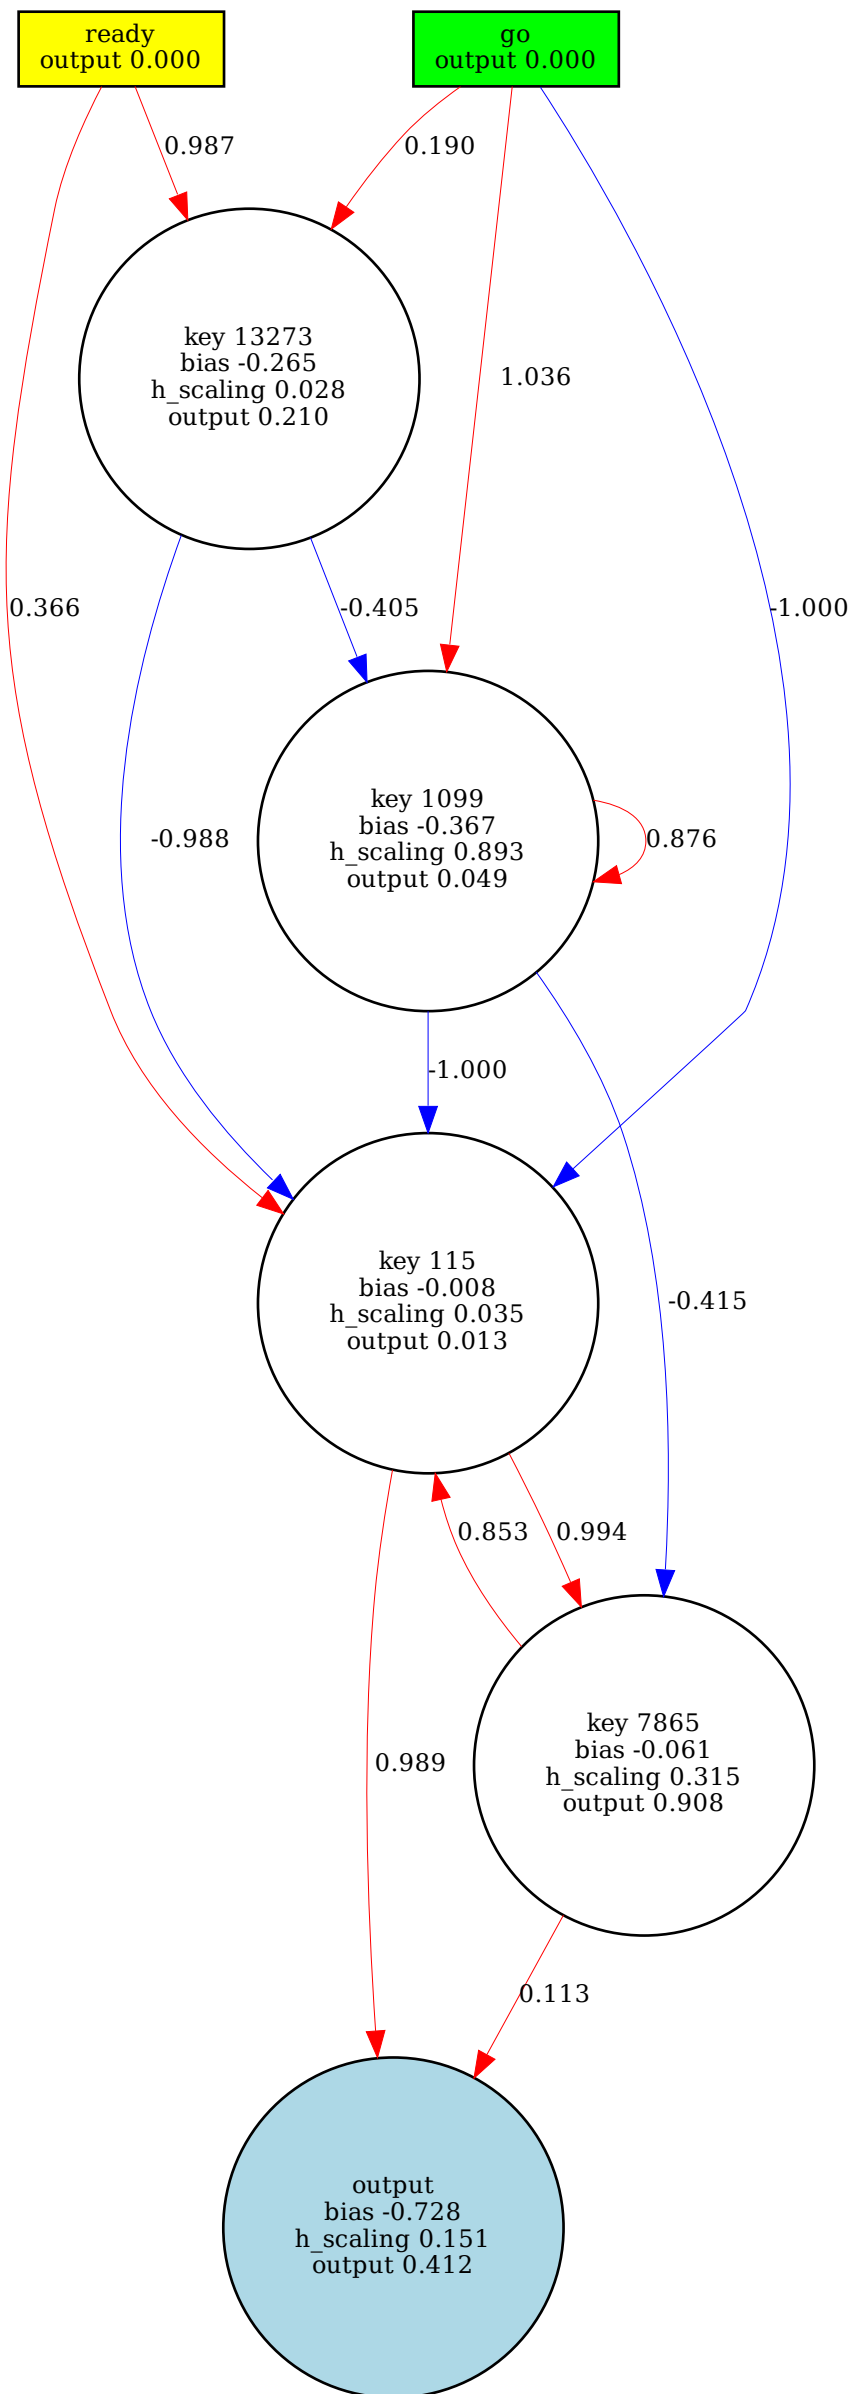 ready
output 0.000
go
output 0.000
0.987
0.190
key 13273
bias -0.265
h_scaling 0.028
output 0.210
1.036
0.366
-0.405
-1.000
key 1099
bias -0.367
h_scaling 0.893
output 0.049
-0.988
0.876
-1.000
key 115
bias -0.008
h_scaling 0.035
output 0.013
-0.415
0.853
0.994
key 7865
bias -0.061
h_scaling 0.315
output 0.908
0.989
0.113
output
bias -0.728
h_scaling 0.151
output 0.412